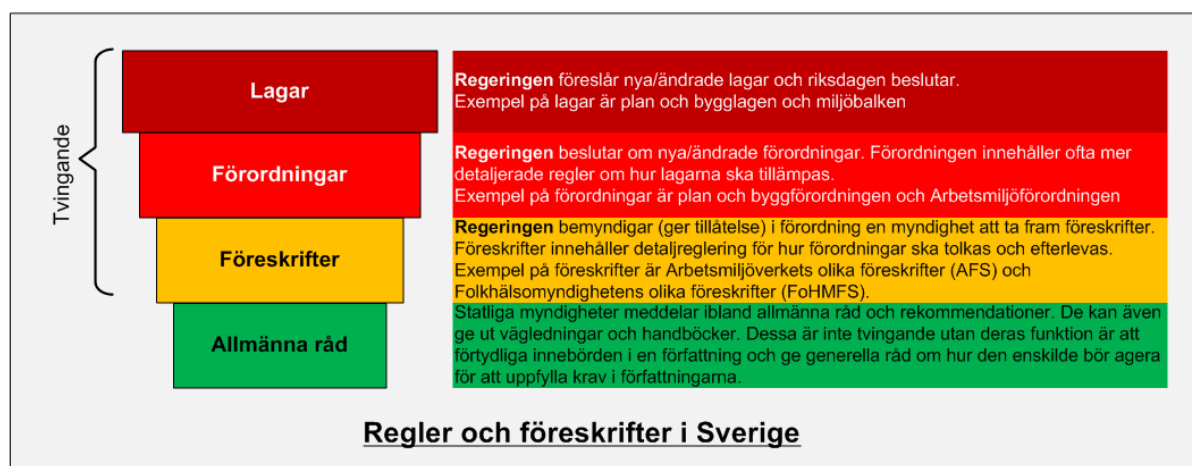 Tvingande
Lagar
Regeringen föreslår nya/ändrade lagar och riksdagen beslutar.
Exempel på lagar är plan och bygglagen och miljöbalken
Förordningar
Regeringen beslutar om nya/ändrade förordningar. Förordningen innehåller ofta mer
detaljerade regler om hur lagarna ska tillämpas.
Exempel på förordningar är plan och byggförordningen och Arbetsmiljöförordningen
Föreskrifter
Regeringen bemyndigar (ger tillåtelse) i förordning en myndighet att ta fram föreskrifter.
Föreskrifter innehåller detaljreglering för hur förordningar ska tolkas och efterlevas.
Exempel på föreskrifter är Arbetsmiljöverkets olika föreskrifter (AFS) och
Folkhälsomyndighetens olika föreskrifter (FoHMFS).
Allmänna råd
Statliga myndigheter meddelar ibland allmänna råd och rekommendationer. De kan även
ge ut vägledningar och handböcker. Dessa är inte tvingande utan deras funktion är att
förtydliga innebörden i en författning och ge generella råd om hur den enskilde bör agera
för att uppfylla krav i författningarna.
Regler och föreskrifter i Sverige